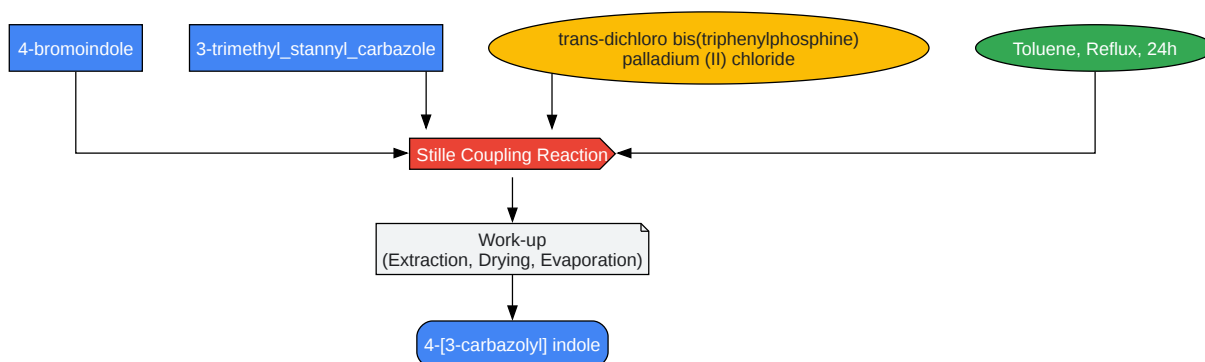 4-bromoindole
3-trimethyl_stannyl_carbazole
trans-dichloro bis(triphenylphosphine)
palladium (II) chloride
Toluene, Reflux, 24h
Stille Coupling Reaction
Work-up
(Extraction, Drying, Evaporation)
4-[3-carbazolyl] indole